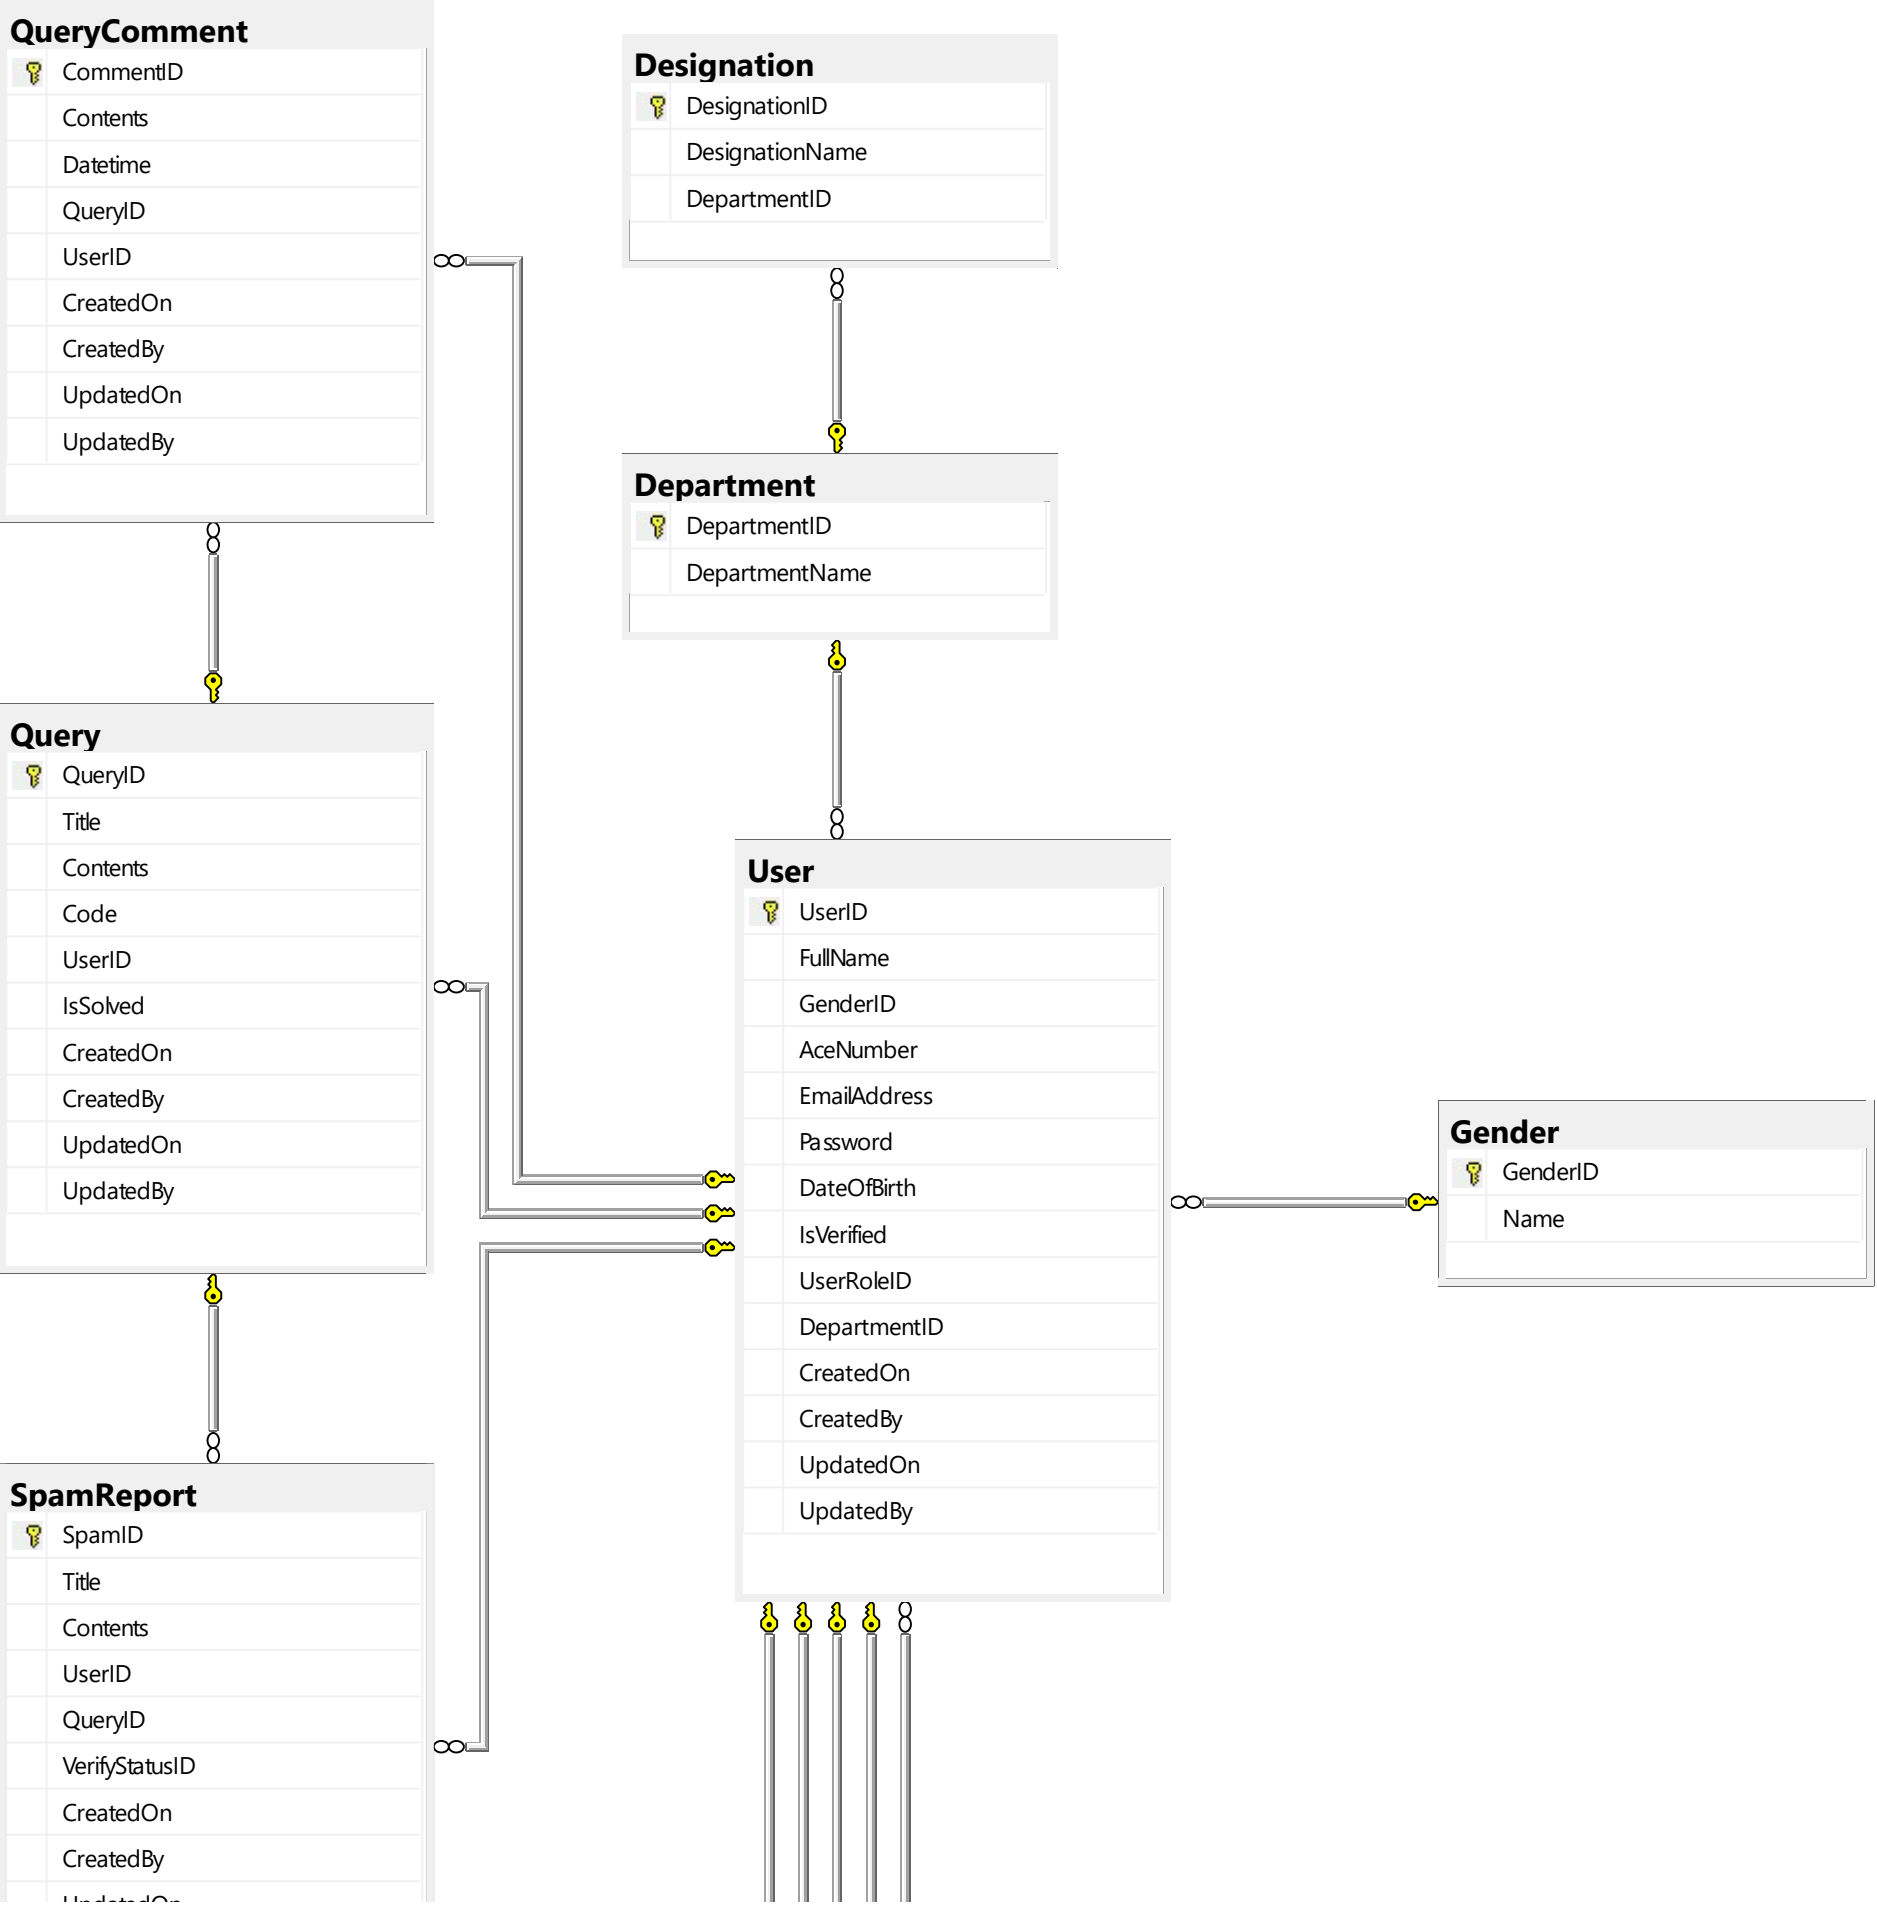 QueryComment
CommentID
Contents
Datetime
QueryID
UserID
CreatedOn
CreatedBy
UpdatedOn
UpdatedBy
Designation
DesignationID
DesignationName
DepartmentID
Department
DepartmentID
DepartmentName
Query
QueryID
Title
Contents
Code
UserID
IsSolved
CreatedOn
CreatedBy
UpdatedOn
UpdatedBy
User
UserID
FullName
GenderID
AceNumber
EmailAddress
Password
DateOfBirth
IsVerified
UserRoleID
DepartmentID
CreatedOn
CreatedBy
UpdatedOn
UpdatedBy
Gender
GenderID
Name
SpamReport
SpamID
Title
Contents
UserID
QueryID
VerifyStatusID
CreatedOn
CreatedBy
UpdatedOn